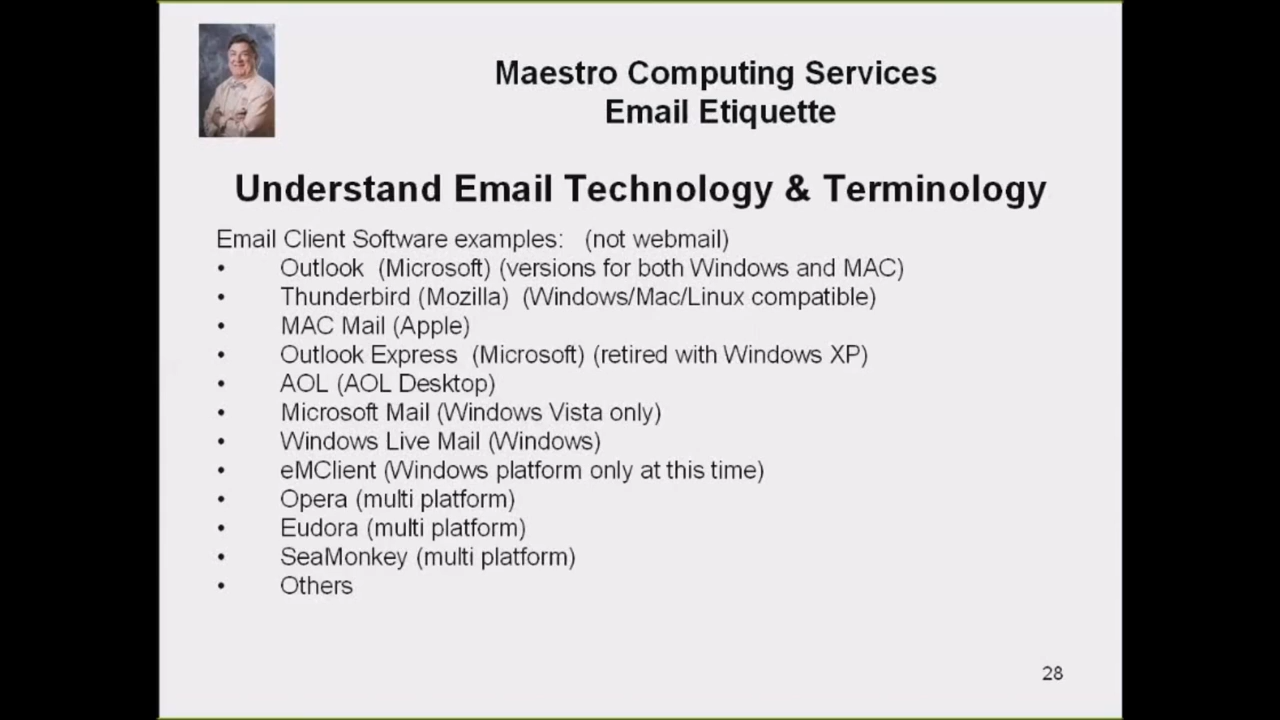 Maestro Computing Services
Email Etiquette
Understand Email Technology & Terminology
Email Client Software examples: (not webmail)
• Outlook (Microsoft) (versions for both Windows and MAC)
• Thunderbird (Mozilla) (Windows/Mac/Linux compatible)
• MAC Mail (Apple)
• Outlook Express (Microsoft) (retired with Windows XP)
• AOL (AOL Desktop)
• Microsoft Mail (Windows Vista only)
• Windows Live Mail (Windows)
• eMClient (Windows platform only at this time)
• Opera (multi platform)
• Eudora (multi platform)
• SeaMonkey (multi platform)
• Others
28